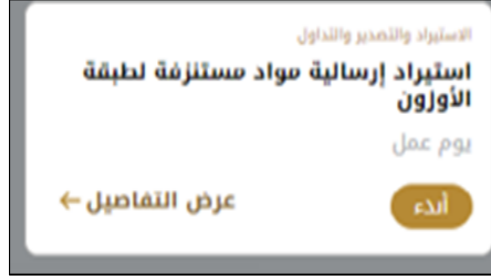 الاستيراد والتصدير والتداول
استيراد إرسالية مواد مستنزفة لطبقة
الأوزون
يوم عمل
أبدء
عرض التفاصيل ←